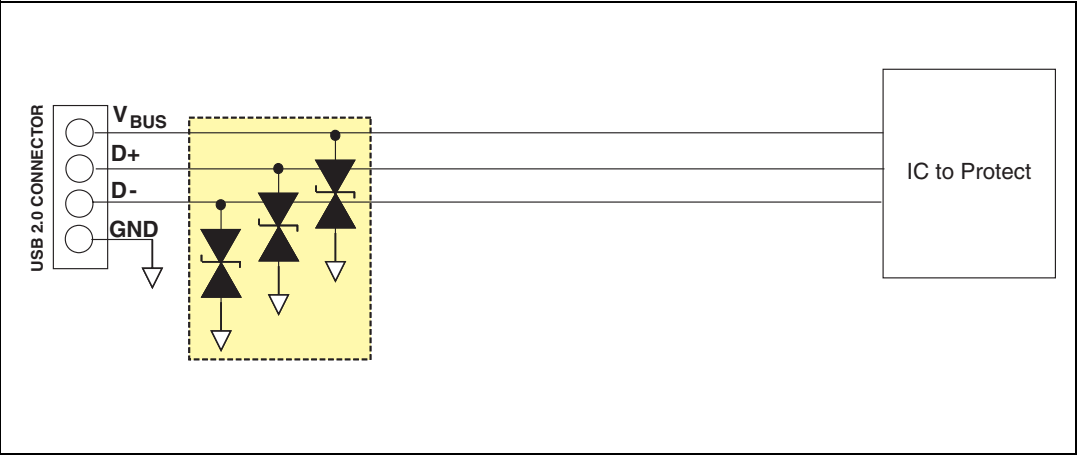 USB 2.0 CONNECTOR
VBUS
D+
D-
GND
IC to Protect